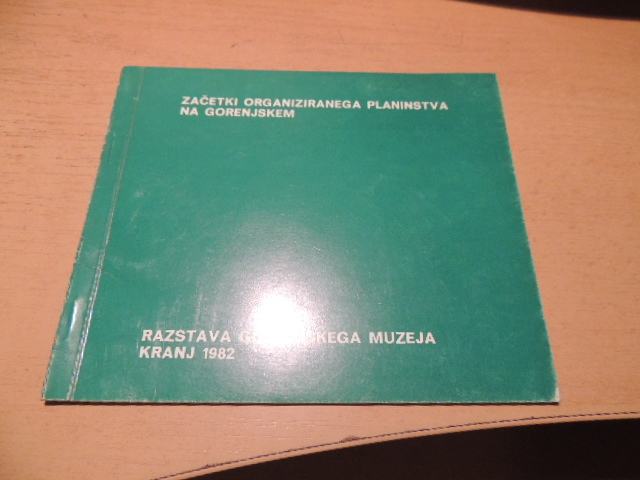 ZAČETKI ORGANIZIRANEGA PLANINSTVA
NA GORENJSKEM
RAZSTAVA MUZEJA
KRANJ 1982